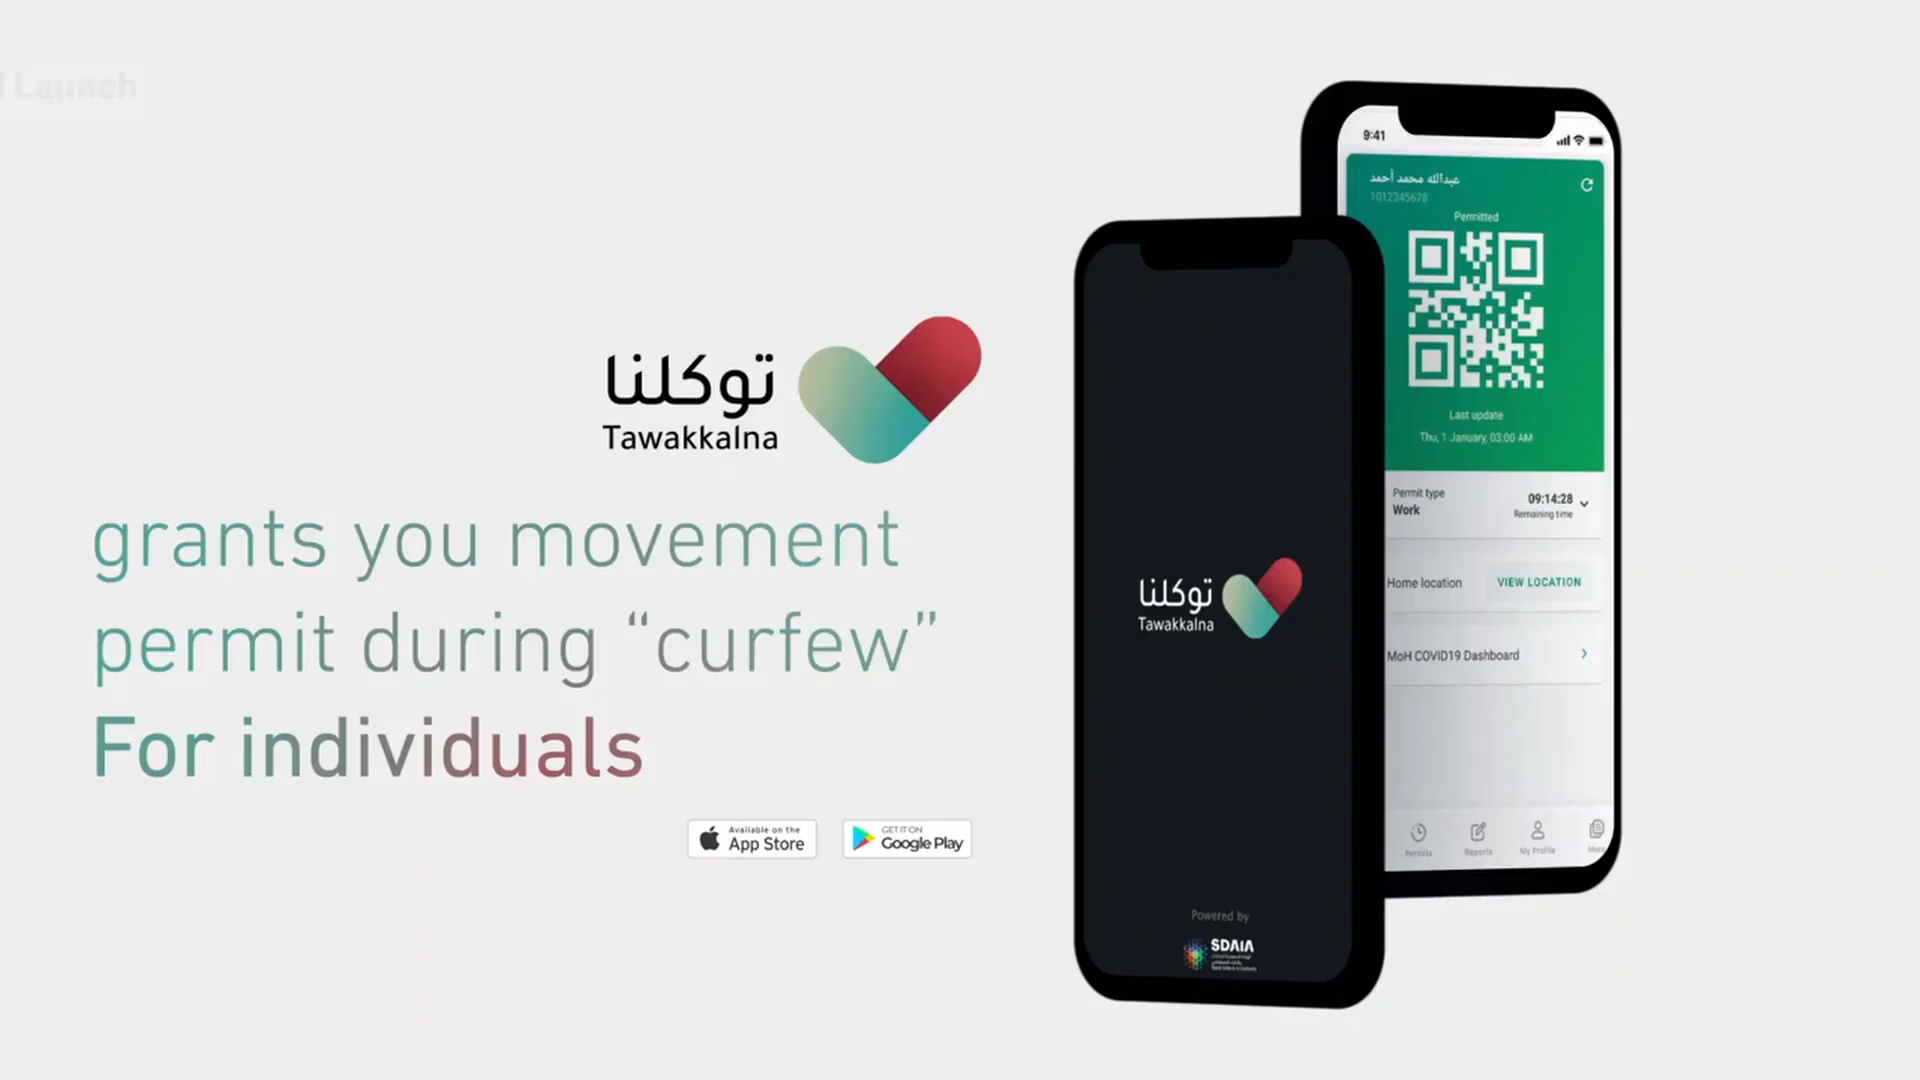 Launch
توكلنا
Tawakkalna
grants you movement
permit during “curfew”
For individuals
Available on the
App Store
GET IT ON
Google Play
توكلنا
Tawakkalna
Powered by
SDAIA
9:41
عبدالله محمد أحمد
1012345678
Permitted
Last update
Thu, 1 January, 03:00 AM
Permit type
Work
09:14:28
Remaining time
Home location
VIEW LOCATION
MoH COVID19 Dashboard
Permits
Reports
My Profile
More